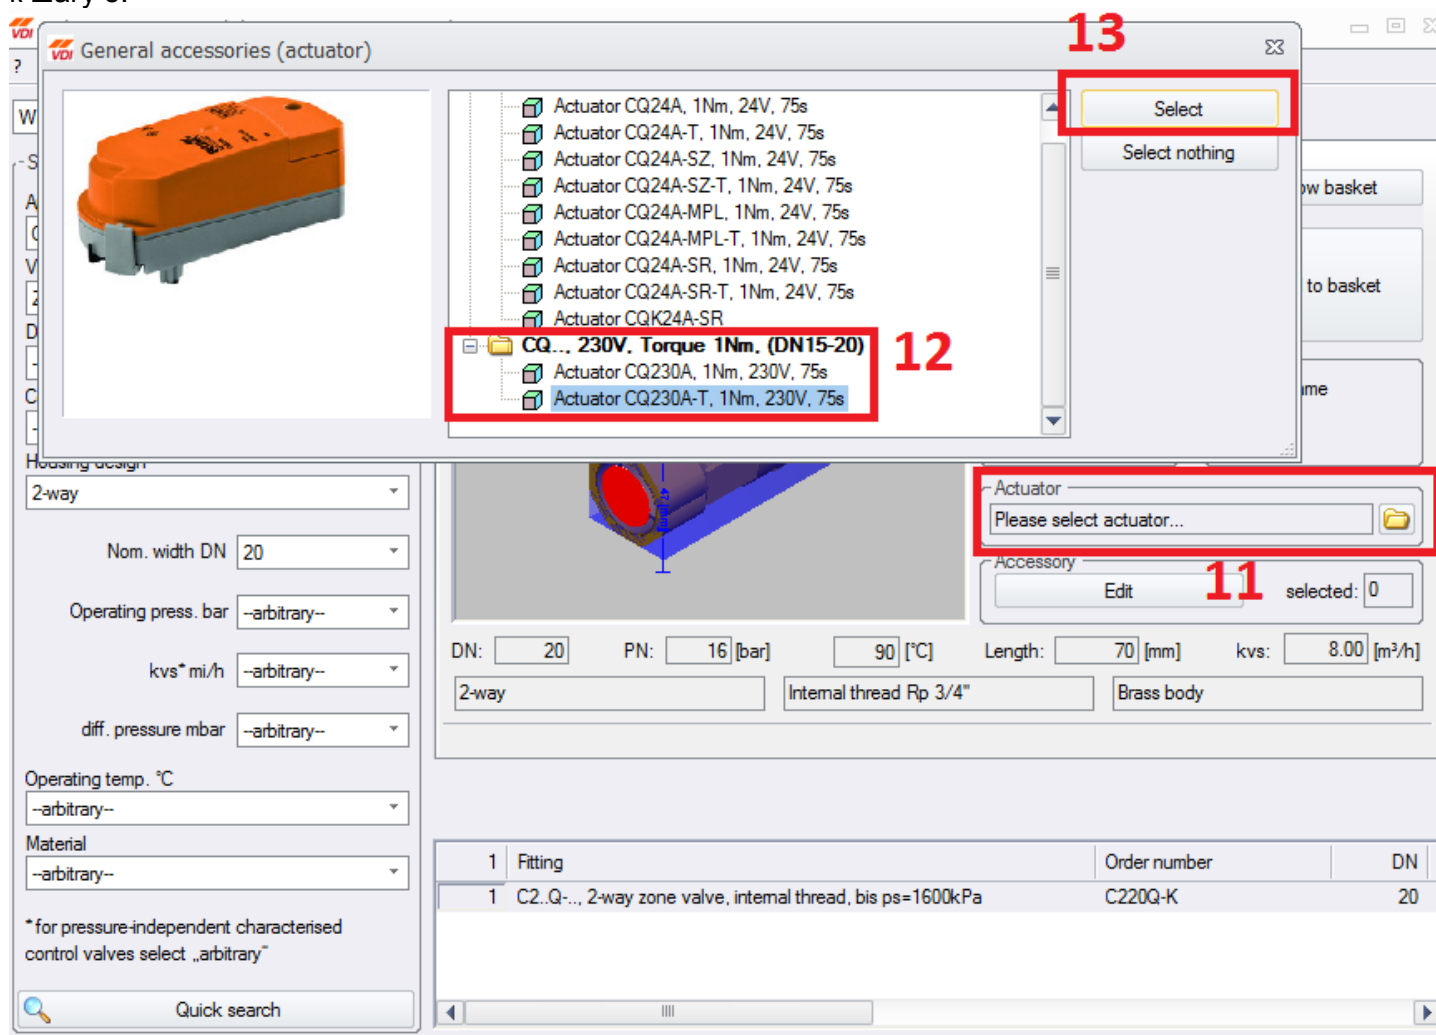 к Шагу 5.
13
VDI
VDI General accessories (actuator)
?
W
Actuator CQ24A, 1Nm, 24V, 75s
Actuator CQ24A-T, 1Nm, 24V, 75s
Actuator CQ24A-SZ, 1Nm, 24V, 75s
Actuator CQ24A-SZ-T, 1Nm, 24V, 75s
Actuator CQ24A-MPL, 1Nm, 24V, 75s
Actuator CQ24A-MPL-T, 1Nm, 24V, 75s
Actuator CQ24A-SR, 1Nm, 24V, 75s
Actuator CQ24A-SR-T, 1Nm, 24V, 75s
Actuator CQK24A-SR
CQ.., 230V, Torque 1Nm, (DN15-20)
Actuator CQ230A, 1Nm, 230V, 75s
Actuator CQ230A-T, 1Nm, 230V, 75s
12
Select
Select nothing
S
A
V
D
C
ow basket
to basket
me
Housing design
2-way
Nom. width DN 20
Operating press. bar --arbitrary--
kvs* mi/h --arbitrary--
diff. pressure mbar --arbitrary--
Operating temp. °C
--arbitrary--
Material
--arbitrary--
*for pressure-independent characterised
control valves select „arbitrary"
Quick search
47 [mm]
Actuator
Please select actuator...
Accessory
Edit
11
selected: 0
DN: 20 PN: 16 [bar] 90 [°C] Length: 70 [mm] kvs: 8.00 [m³/h]
2-way Internal thread Rp 3/4" Brass body
1 Fitting Order number DN
1 C2..Q-.., 2-way zone valve, internal thread, bis ps=1600kPa C220Q-K 20